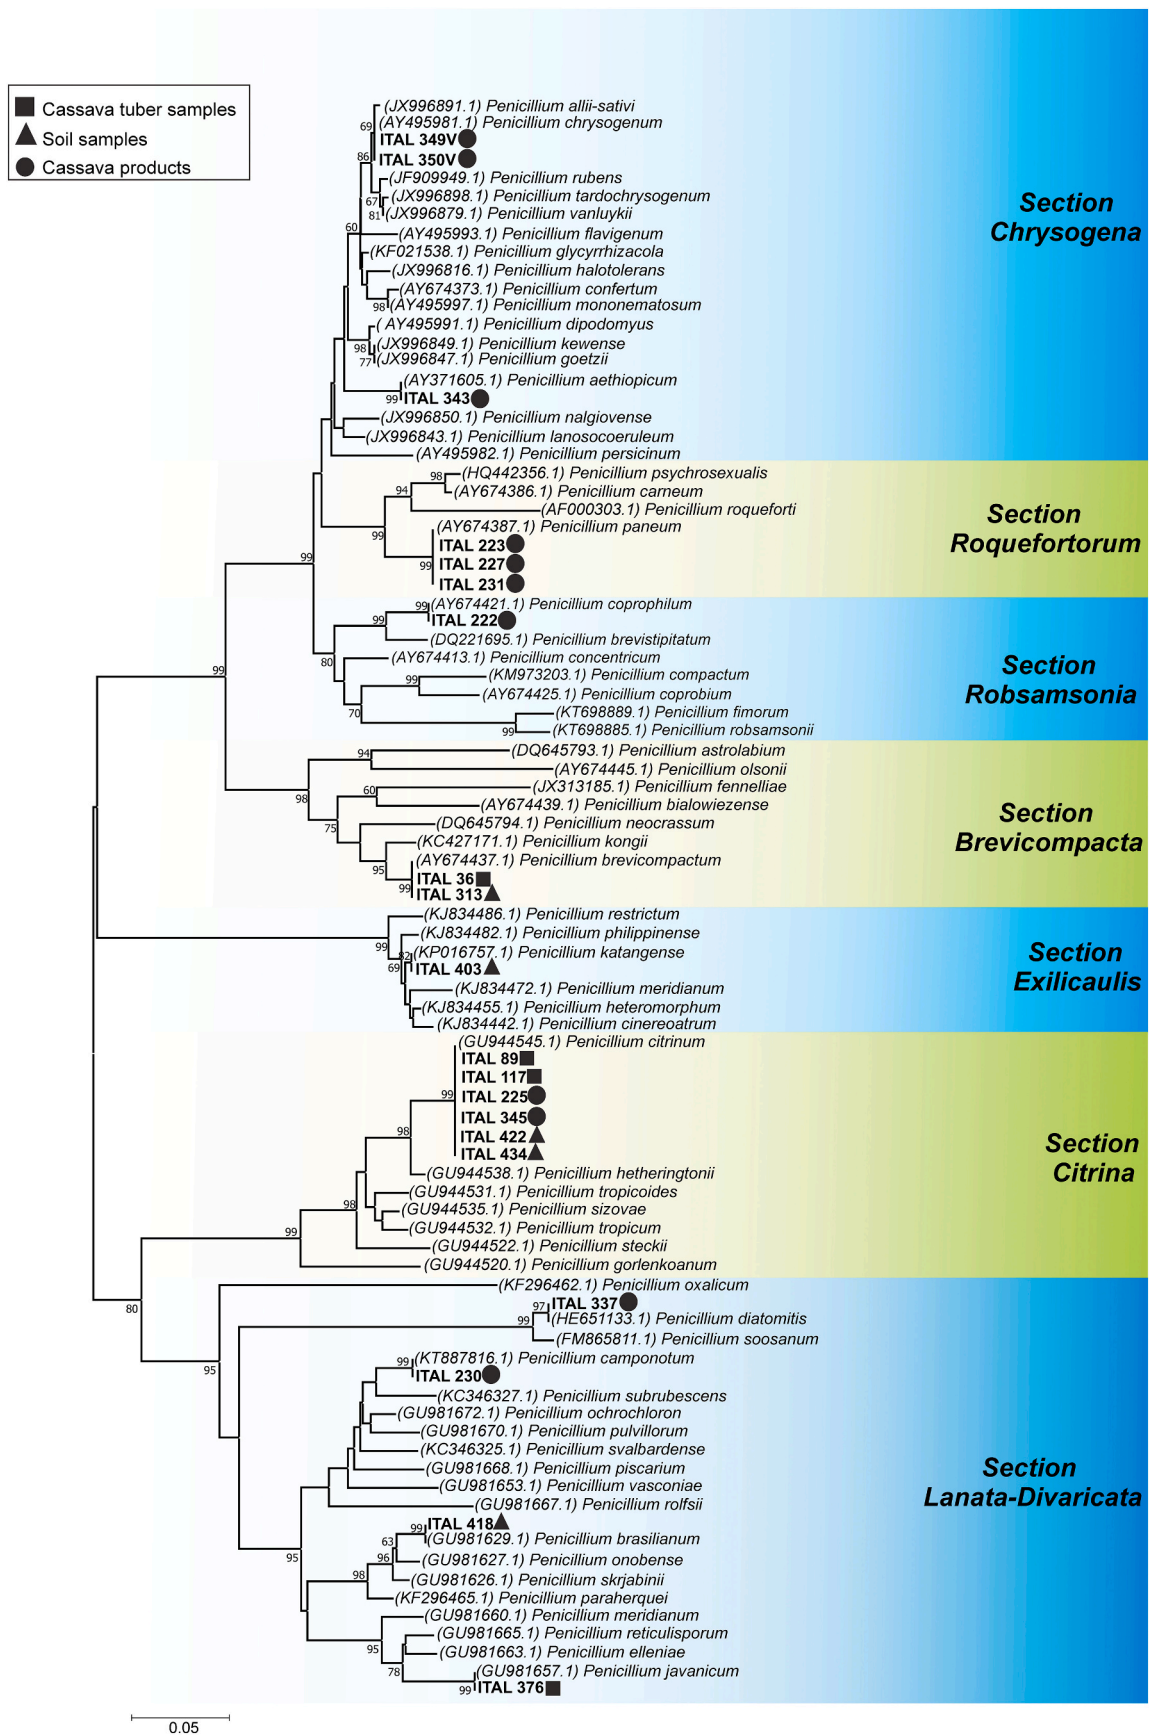 Cassava tuber samples
Soil samples
Cassava products
(JX996891.1) Penicillium allii-sativi
69
(AY495981.1) Penicillium chrysogenum
ITAL 349V
86
ITAL 350V
(JF909949.1) Penicillium rubens
67
(JX996898.1) Penicillium tardochrysogenum
81
(JX996879.1) Penicillium vanluykii
Section
Chrysogena
60
(AY495993.1) Penicillium flavigenum
(KF021538.1) Penicillium glycyrrhizacola
(JX996816.1) Penicillium halotolerans
(AY674373.1) Penicillium confertum
98
(AY495997.1) Penicillium mononematosum
( AY495991.1) Penicillium dipodomyus
98
(JX996849.1) Penicillium kewense
77
(JX996847.1) Penicillium goetzii
(AY371605.1) Penicillium aethiopicum
99
ITAL 343
(JX996850.1) Penicillium nalgiovense
(JX996843.1) Penicillium lanosocoeruleum
(AY495982.1) Penicillium persicinum
98
(HQ442356.1) Penicillium psychrosexualis
94
(AY674386.1) Penicillium carneum
(AF000303.1) Penicillium roqueforti
Section
Roquefortorum
99
(AY674387.1) Penicillium paneum
ITAL 223
99
99
ITAL 227
ITAL 231
99
(AY674421.1) Penicillium coprophilum
99
ITAL 222
(DQ221695.1) Penicillium brevistipitatum
80
(AY674413.1) Penicillium concentricum
99
99
(KM973203.1) Penicillium compactum
(AY674425.1) Penicillium coprobium
Section
Robsamsonia
70
(KT698889.1) Penicillium fimorum
99
(KT698885.1) Penicillium robsamsonii
94
(DQ645793.1) Penicillium astrolabium
(AY674445.1) Penicillium olsonii
98
60
(JX313185.1) Penicillium fennelliae
(AY674439.1) Penicillium bialowiezense
75
(DQ645794.1) Penicillium neocrassum
(KC427171.1) Penicillium kongii
Section
Brevicompacta
95
(AY674437.1) Penicillium brevicompactum
99
ITAL 36
ITAL 313
(KJ834486.1) Penicillium restrictum
99
(KJ834482.1) Penicillium philippinense
82
(KP016757.1) Penicillium katangense
69
ITAL 403
Section
Exilicaulis
(KJ834472.1) Penicillium meridianum
(KJ834455.1) Penicillium heteromorphum
(KJ834442.1) Penicillium cinereoatrum
(GU944545.1) Penicillium citrinum
ITAL 89
ITAL 117
99
ITAL 225
ITAL 345
98
ITAL 422
ITAL 434
Section
Citrina
(GU944538.1) Penicillium hetheringtonii
(GU944531.1) Penicillium tropicoides
98
(GU944535.1) Penicillium sizovae
99
(GU944532.1) Penicillium tropicum
(GU944522.1) Penicillium steckii
(GU944520.1) Penicillium gorlenkoanum
80
(KF296462.1) Penicillium oxalicum
97
ITAL 337
99
(HE651133.1) Penicillium diatomitis
(FM865811.1) Penicillium soosanum
95
99
(KT887816.1) Penicillium camponotum
ITAL 230
(KC346327.1) Penicillium subrubescens
(GU981672.1) Penicillium ochrochloron
(GU981670.1) Penicillium pulvillorum
(KC346325.1) Penicillium svalbardense
(GU981668.1) Penicillium piscarium
(GU981653.1) Penicillium vasconiae
(GU981667.1) Penicillium rolfsii
Section
Lanata-Divaricata
99
ITAL 418
63
(GU981629.1) Penicillium brasilianum
95
96
(GU981627.1) Penicillium onobense
98
(GU981626.1) Penicillium skrjabinii
(KF296465.1) Penicillium paraherquei
(GU981660.1) Penicillium meridianum
(GU981665.1) Penicillium reticulisporum
95
(GU981663.1) Penicillium elleniae
78
(GU981657.1) Penicillium javanicum
99
ITAL 376
0.05